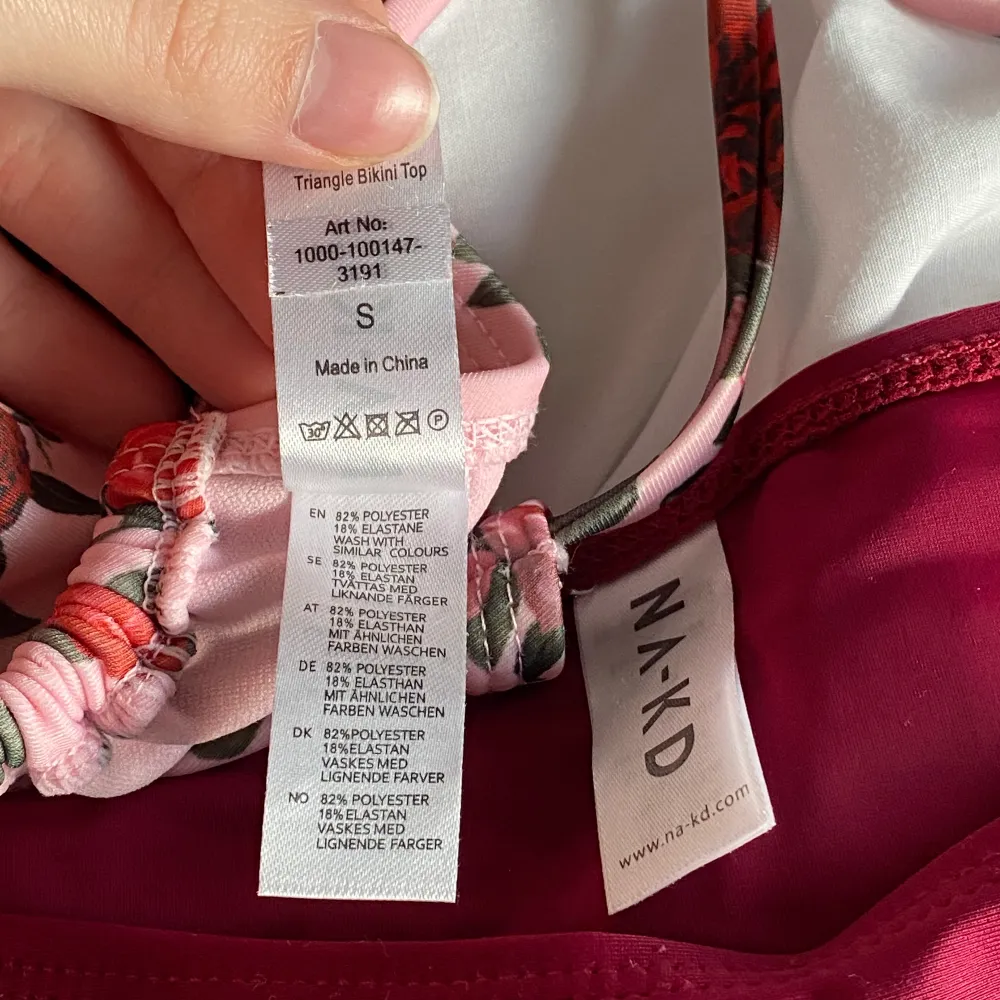 Triangle Bikini Top
Art No:
1000-100147-
3191
S
Made in China
30°
P
EN 82% POLYESTER
18% ELASTANE
WASH WITH
SIMILAR COLOURS
SE 82% POLYESTER
18% ELASTAN
TVÄTTAS MED
LIKNANDE FÄRGER
AT 82% POLYESTER
18% ELASTHAN
MIT ÄHNLICHEN
FARBEN WASCHEN
DE 82% POLYESTER
18% ELASTHAN
MIT ÄHNLICHEN
FARBEN WASCHEN
DK 82%POLYESTER
18%ELASTAN
VASKES MED
LIGNENDE FARVER
NO 82% POLYESTER
18%ELASTAN
VASKES MED
LIGNENDE FARGER
NA-KD
www.na-kd.com